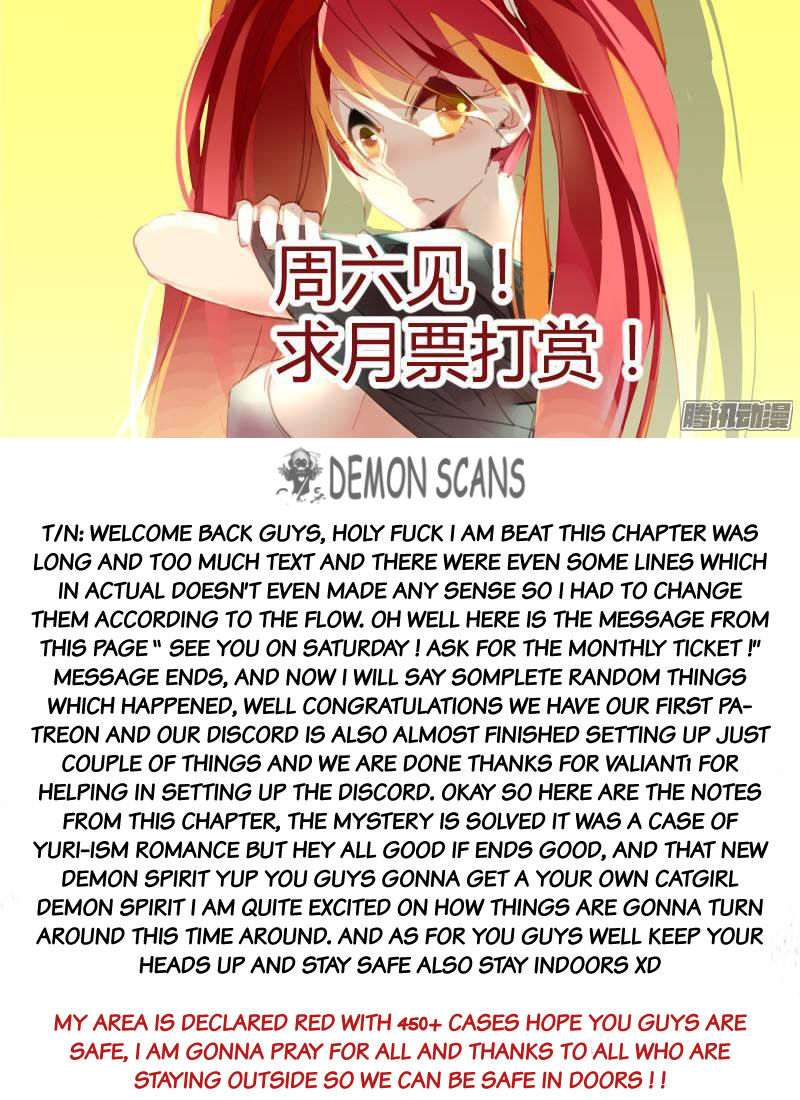 周六见！
求月票打赏！
腾讯动漫
DEMON SCANS
T/N: WELCOME BACK GUYS, HOLY FUCK I AM BEAT THIS CHAPTER WAS
LONG AND TOO MUCH TEXT AND THERE WERE EVEN SOME LINES WHICH
IN ACTUAL DOESN'T EVEN MADE ANY SENSE SO I HAD TO CHANGE
THEM ACCORDING TO THE FLOW. OH WELL HERE IS THE MESSAGE FROM
THIS PAGE “ SEE YOU ON SATURDAY ! ASK FOR THE MONTHLY TICKET !"
MESSAGE ENDS, AND NOW I WILL SAY SOMPLETE RANDOM THINGS
WHICH HAPPENED, WELL CONGRATULATIONS WE HAVE OUR FIRST PA-
TREON AND OUR DISCORD IS ALSO ALMOST FINISHED SETTING UP JUST
COUPLE OF THINGS AND WE ARE DONE THANKS FOR VALIANT1 FOR
HELPING IN SETTING UP THE DISCORD. OKAY SO HERE ARE THE NOTES
FROM THIS CHAPTER, THE MYSTERY IS SOLVED IT WAS A CASE OF
YURI-ISM ROMANCE BUT HEY ALL GOOD IF ENDS GOOD, AND THAT NEW
DEMON SPIRIT YUP YOU GUYS GONNA GET A YOUR OWN CATGIRL
DEMON SPIRIT I AM QUITE EXCITED ON HOW THINGS ARE GONNA TURN
AROUND THIS TIME AROUND. AND AS FOR YOU GUYS WELL KEEP YOUR
HEADS UP AND STAY SAFE ALSO STAY INDOORS XD
MY AREA IS DECLARED RED WITH 450+ CASES HOPE YOU GUYS ARE
SAFE, I AM GONNA PRAY FOR ALL AND THANKS TO ALL WHO ARE
STAYING OUTSIDE SO WE CAN BE SAFE IN DOORS ! !